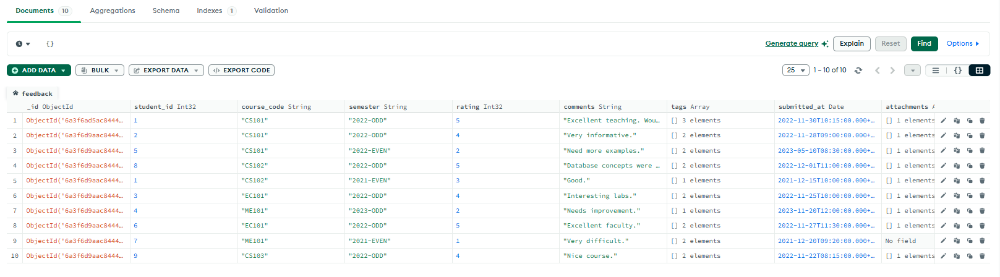 Documents 10 Aggregations Schema Indexes 1 Validation
{} Generate query Explain Reset Find Options
ADD DATA BULK EXPORT DATA EXPORT CODE 25 1 – 10 of 10 {}
feedback
_id ObjectId student_id Int32 course_code String semester String rating Int32 comments String tags Array submitted_at Date attachments A
1 ObjectId('6a3f6ad5ac8444… 1 "CS101" "2022-ODD" 5 "Excellent teaching. Wou… [] 3 elements 2022-11-30T10:15:00.000+… [] 1 elements
2 ObjectId('6a3f6d9aac8444… 2 "CS101" "2022-ODD" 4 "Very informative." [] 2 elements 2022-11-28T09:00:00.000+… [] 1 elements
3 ObjectId('6a3f6d9aac8444… 5 "CS101" "2022-EVEN" 2 "Need more examples." [] 2 elements 2023-05-10T08:30:00.000+… [] 1 elements
4 ObjectId('6a3f6d9aac8444… 8 "CS102" "2022-ODD" 5 "Database concepts were … [] 2 elements 2022-12-01T11:00:00.000+… [] 1 elements
5 ObjectId('6a3f6d9aac8444… 1 "CS102" "2021-EVEN" 3 "Good." [] 1 elements 2021-12-15T10:00:00.000+… [] 1 elements
6 ObjectId('6a3f6d9aac8444… 3 "EC101" "2022-ODD" 4 "Interesting labs." [] 2 elements 2022-11-25T10:00:00.000+… [] 1 elements
7 ObjectId('6a3f6d9aac8444… 4 "ME101" "2023-ODD" 2 "Needs improvement." [] 1 elements 2023-11-20T12:00:00.000+… [] 1 elements
8 ObjectId('6a3f6d9aac8444… 6 "EC101" "2022-ODD" 5 "Excellent faculty." [] 2 elements 2022-11-27T11:30:00.000+… [] 1 elements
9 ObjectId('6a3f6d9aac8444… 7 "ME101" "2021-EVEN" 1 "Very difficult." [] 2 elements 2021-12-20T09:20:00.000+… No field
10 ObjectId('6a3f6d9aac8444… 9 "CS103" "2022-ODD" 4 "Nice course." [] 2 elements 2022-11-22T08:15:00.000+… [] 1 elements